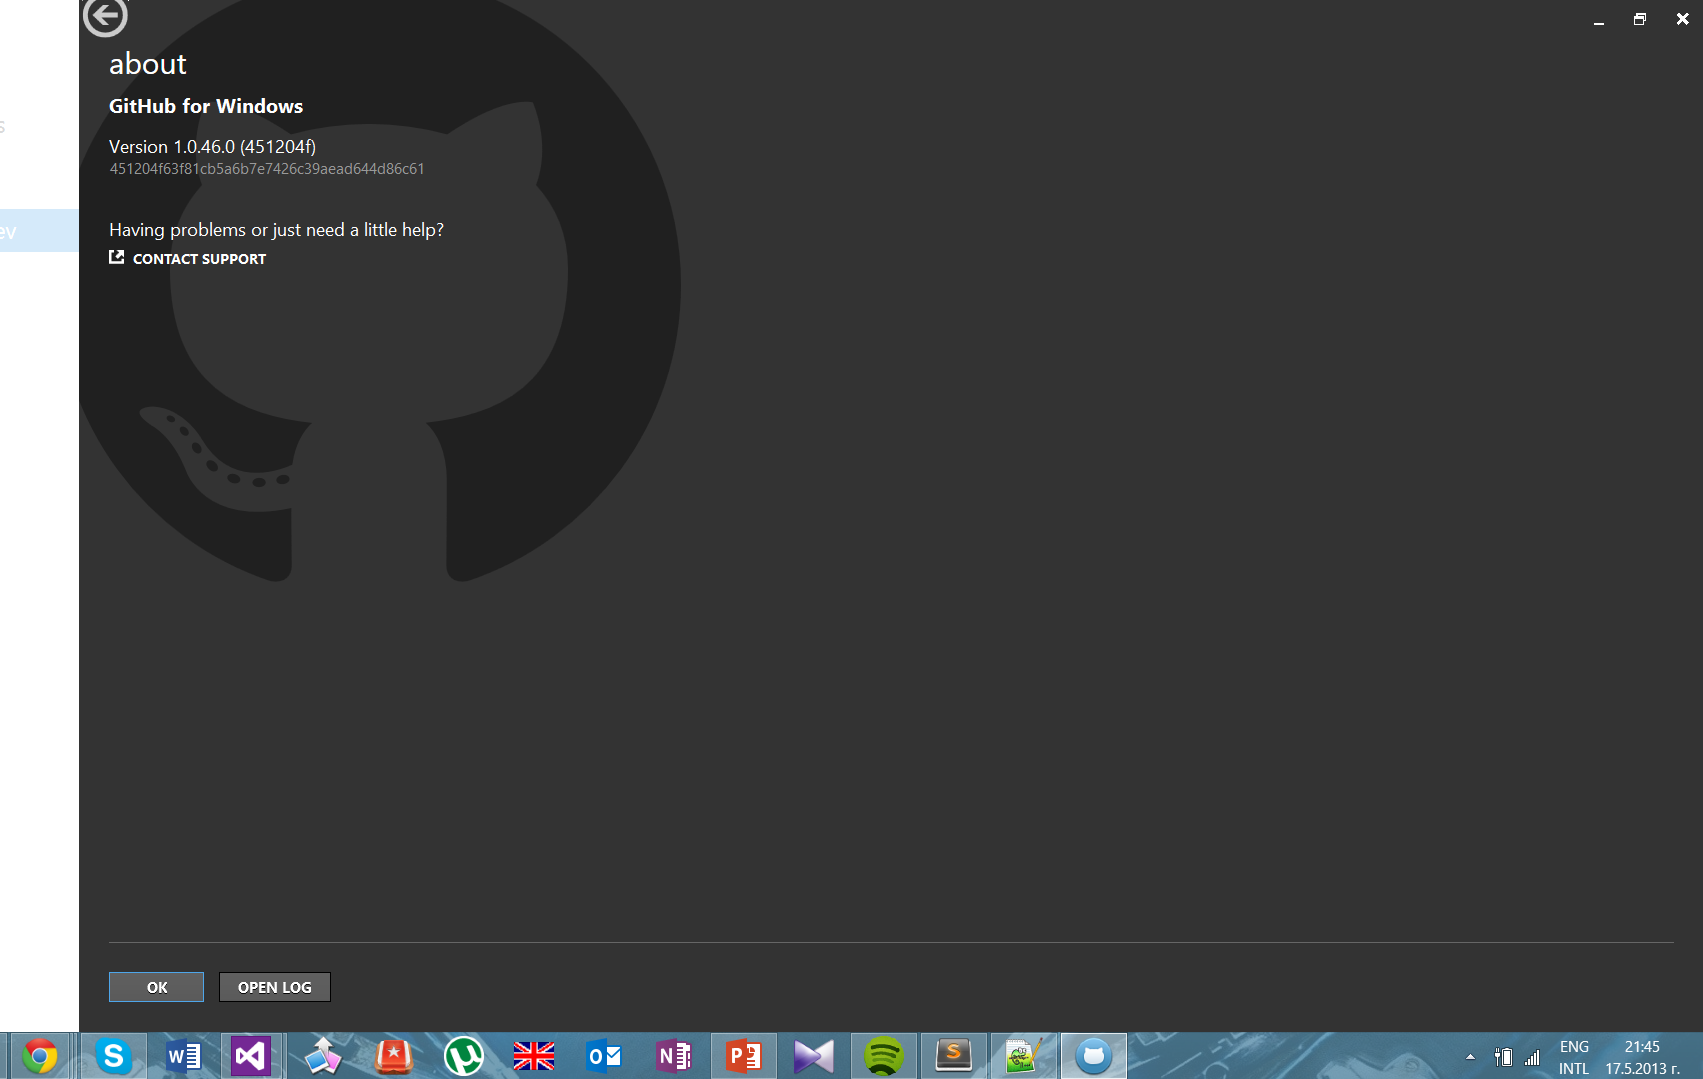 about
GitHub for Windows
Version 1.0.46.0 (451204f)
451204f63f81cb5a6b7e7426c39aead644d86c61
s
ev
Having problems or just need a little help?
CONTACT SUPPORT
OK
OPEN LOG
ENG
INTL
21:45
17.5.2013 г.